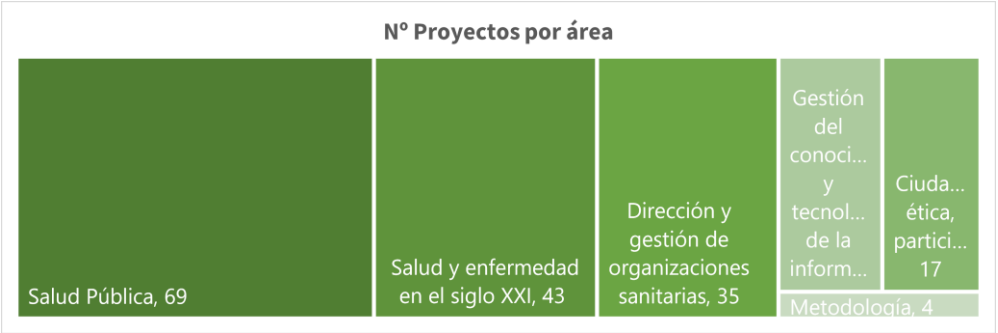 Nº Proyectos por área
Salud Pública, 69
Salud y enfermedad
en el siglo XXI, 43
Dirección y
gestión de
organizaciones
sanitarias, 35
Gestión
del
conoci...
y
tecnol...
de la
inform...
Ciuda...
ética,
partici...
17
Metodología, 4